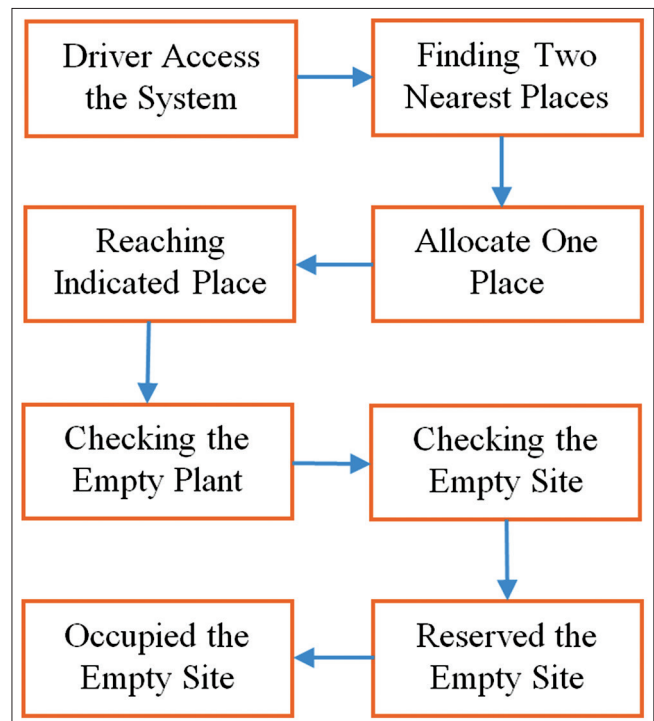 Driver Access
the System
Finding Two
Nearest Places
Allocate One
Place
Reaching
Indicated Place
Checking the
Empty Plant
Checking the
Empty Site
Reserved the
Empty Site
Occupied the
Empty Site